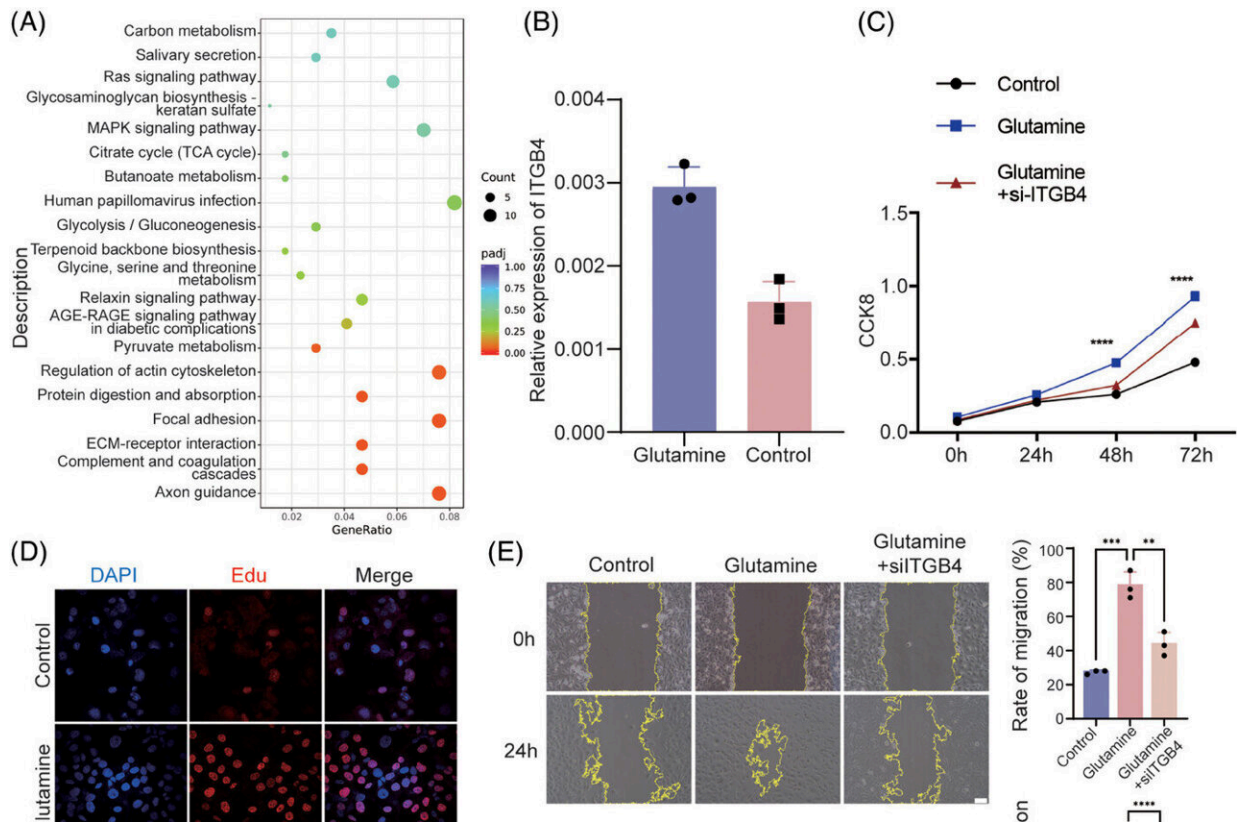 (A)
Carbon metabolism
Salivary secretion
Ras signaling pathway
Glycosaminoglycan biosynthesis -
keratan sulfate
MAPK signaling pathway
Citrate cycle (TCA cycle)
Butanoate metabolism
Human papillomavirus infection
Glycolysis / Gluconeogenesis
Terpenoid backbone biosynthesis
Glycine, serine and threonine
metabolism
Relaxin signaling pathway
AGE-RAGE signaling pathway
in diabetic complications
Pyruvate metabolism
Regulation of actin cytoskeleton
Protein digestion and absorption
Focal adhesion
ECM-receptor interaction
Complement and coagulation
cascades
Axon guidance
Description
0.02 0.04 0.06 0.08
GeneRatio
Count
5
10
padj
1.00
0.75
0.50
0.25
0.00
(B)
Relative expression of ITGB4
0.004
0.003
0.002
0.001
0.000
Glutamine Control
(C)
Control
Glutamine
Glutamine
+si-ITGB4
CCK8
1.5
1.0
0.5
0.0
****
****
0h 24h 48h 72h
(D)
DAPI Edu Merge
Control
lutamine
(E)
Control Glutamine Glutamine
+siITGB4
0h
24h
Rate of migration (%)
100
80
60
40
20
0
*** **
Control
Glutamine
Glutamine
+siITGB4
on
****